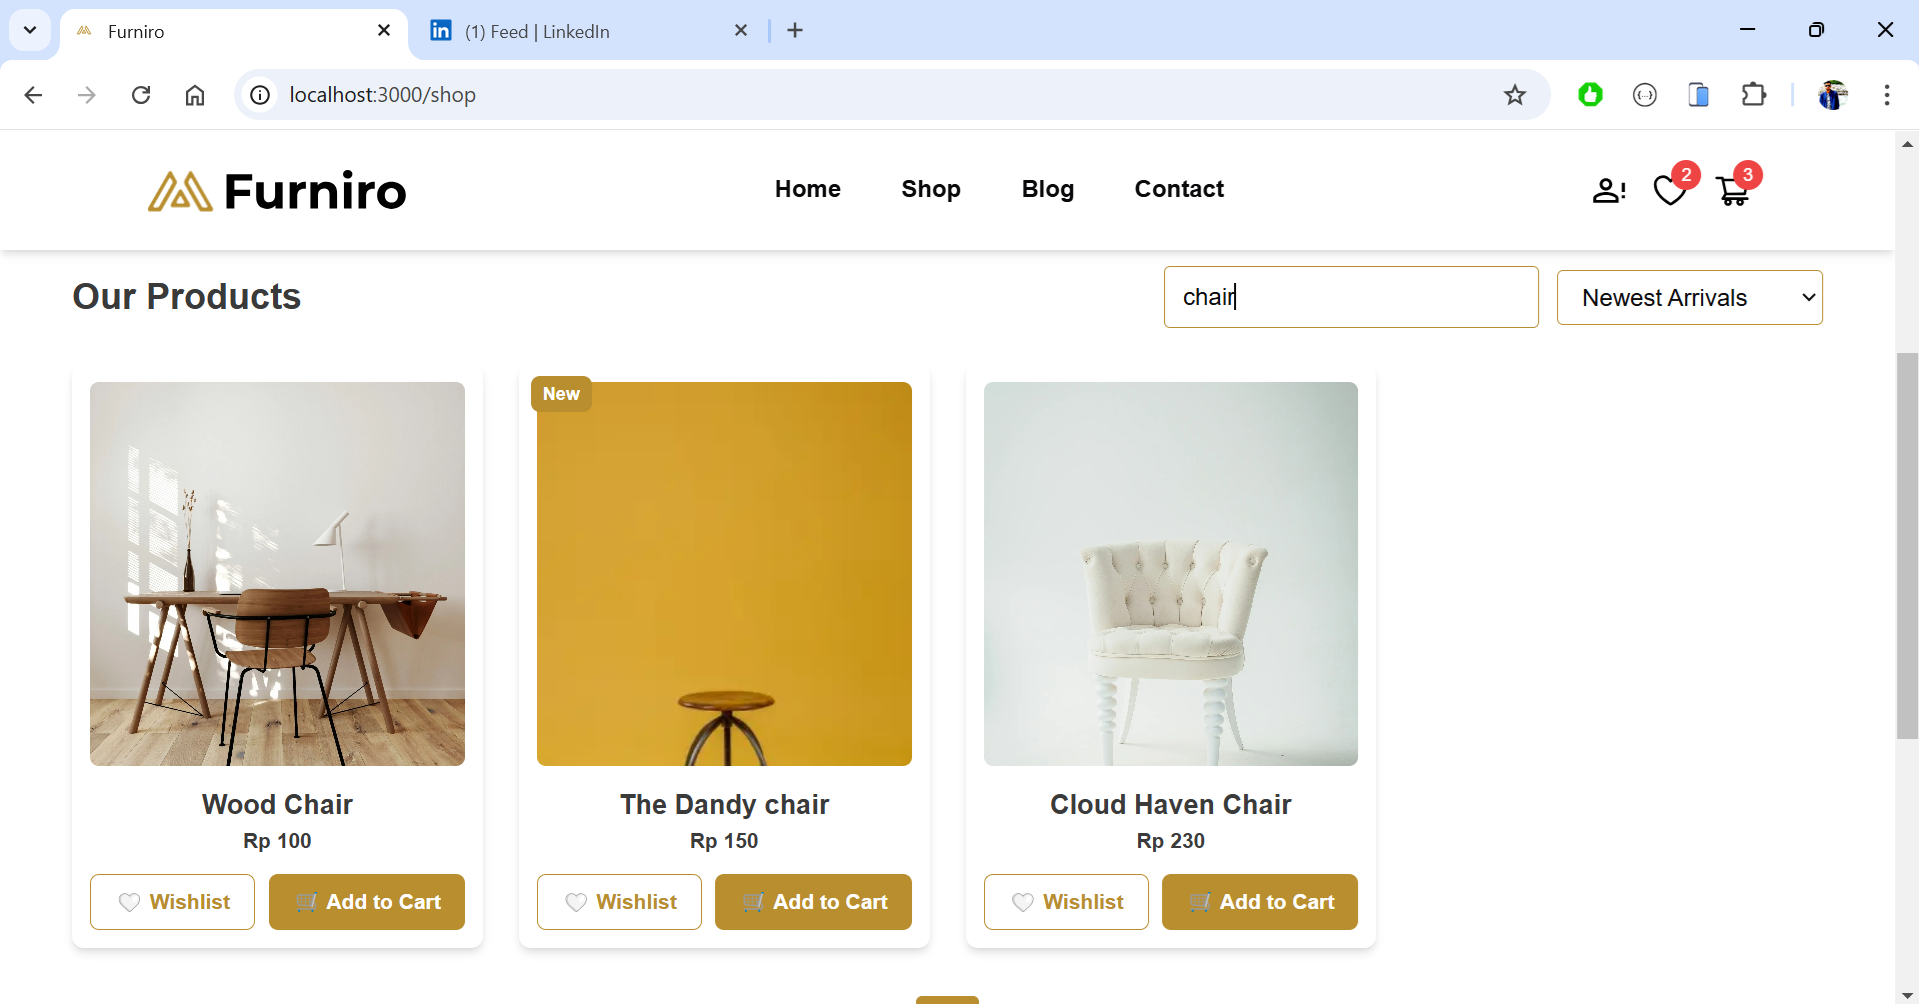 Furniro
(1) Feed | LinkedIn
localhost:3000/shop
Furniro
Home
Shop
Blog
Contact
2
3
Our Products
chair
Newest Arrivals
New
Wood Chair
Rp 100
Wishlist
Add to Cart
The Dandy chair
Rp 150
Wishlist
Add to Cart
Cloud Haven Chair
Rp 230
Wishlist
Add to Cart